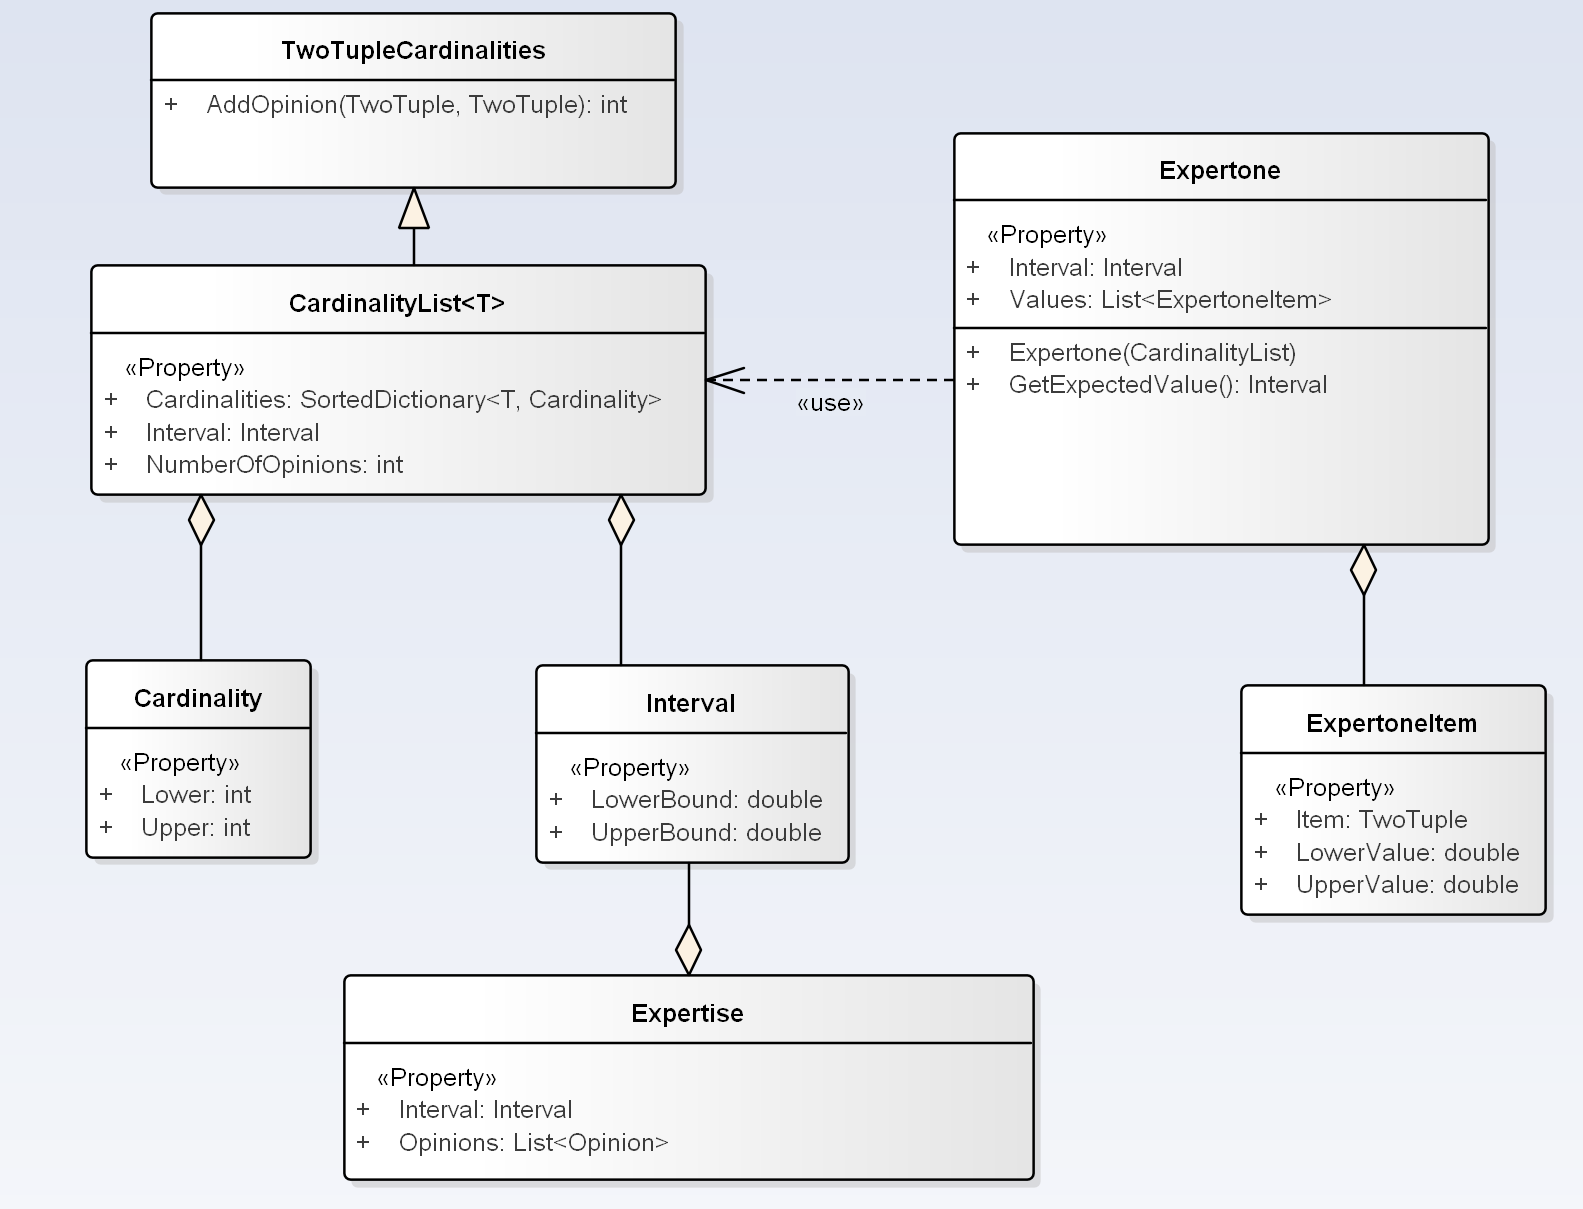 TwoTupleCardinalities
+ AddOpinion(TwoTuple, TwoTuple): int
CardinalityList<T>
«Property»
+ Cardinalities: SortedDictionary<T, Cardinality>
+ Interval: Interval
+ NumberOfOpinions: int
«use»
Expertone
«Property»
+ Interval: Interval
+ Values: List<ExpertoneItem>
+ Expertone(CardinalityList)
+ GetExpectedValue(): Interval
Cardinality
«Property»
+ Lower: int
+ Upper: int
Interval
«Property»
+ LowerBound: double
+ UpperBound: double
ExpertoneItem
«Property»
+ Item: TwoTuple
+ LowerValue: double
+ UpperValue: double
Expertise
«Property»
+ Interval: Interval
+ Opinions: List<Opinion>